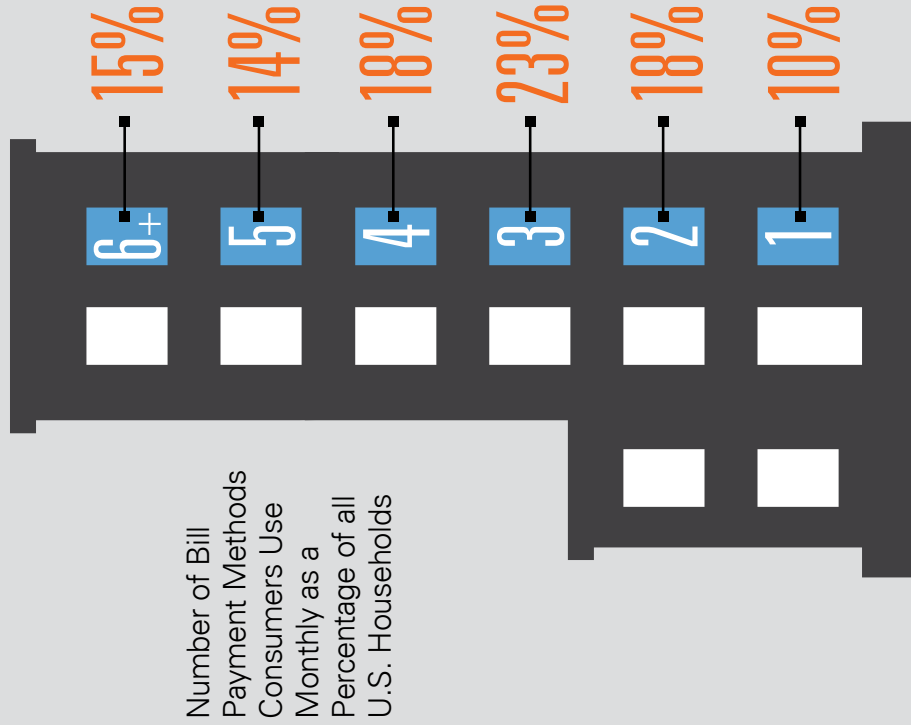 Number of Bill
Payment Methods
Consumers Use
Monthly as a
Percentage of all
U.S. Households
6+ 15%
5 14%
4 18%
3 23%
2 18%
1 10%